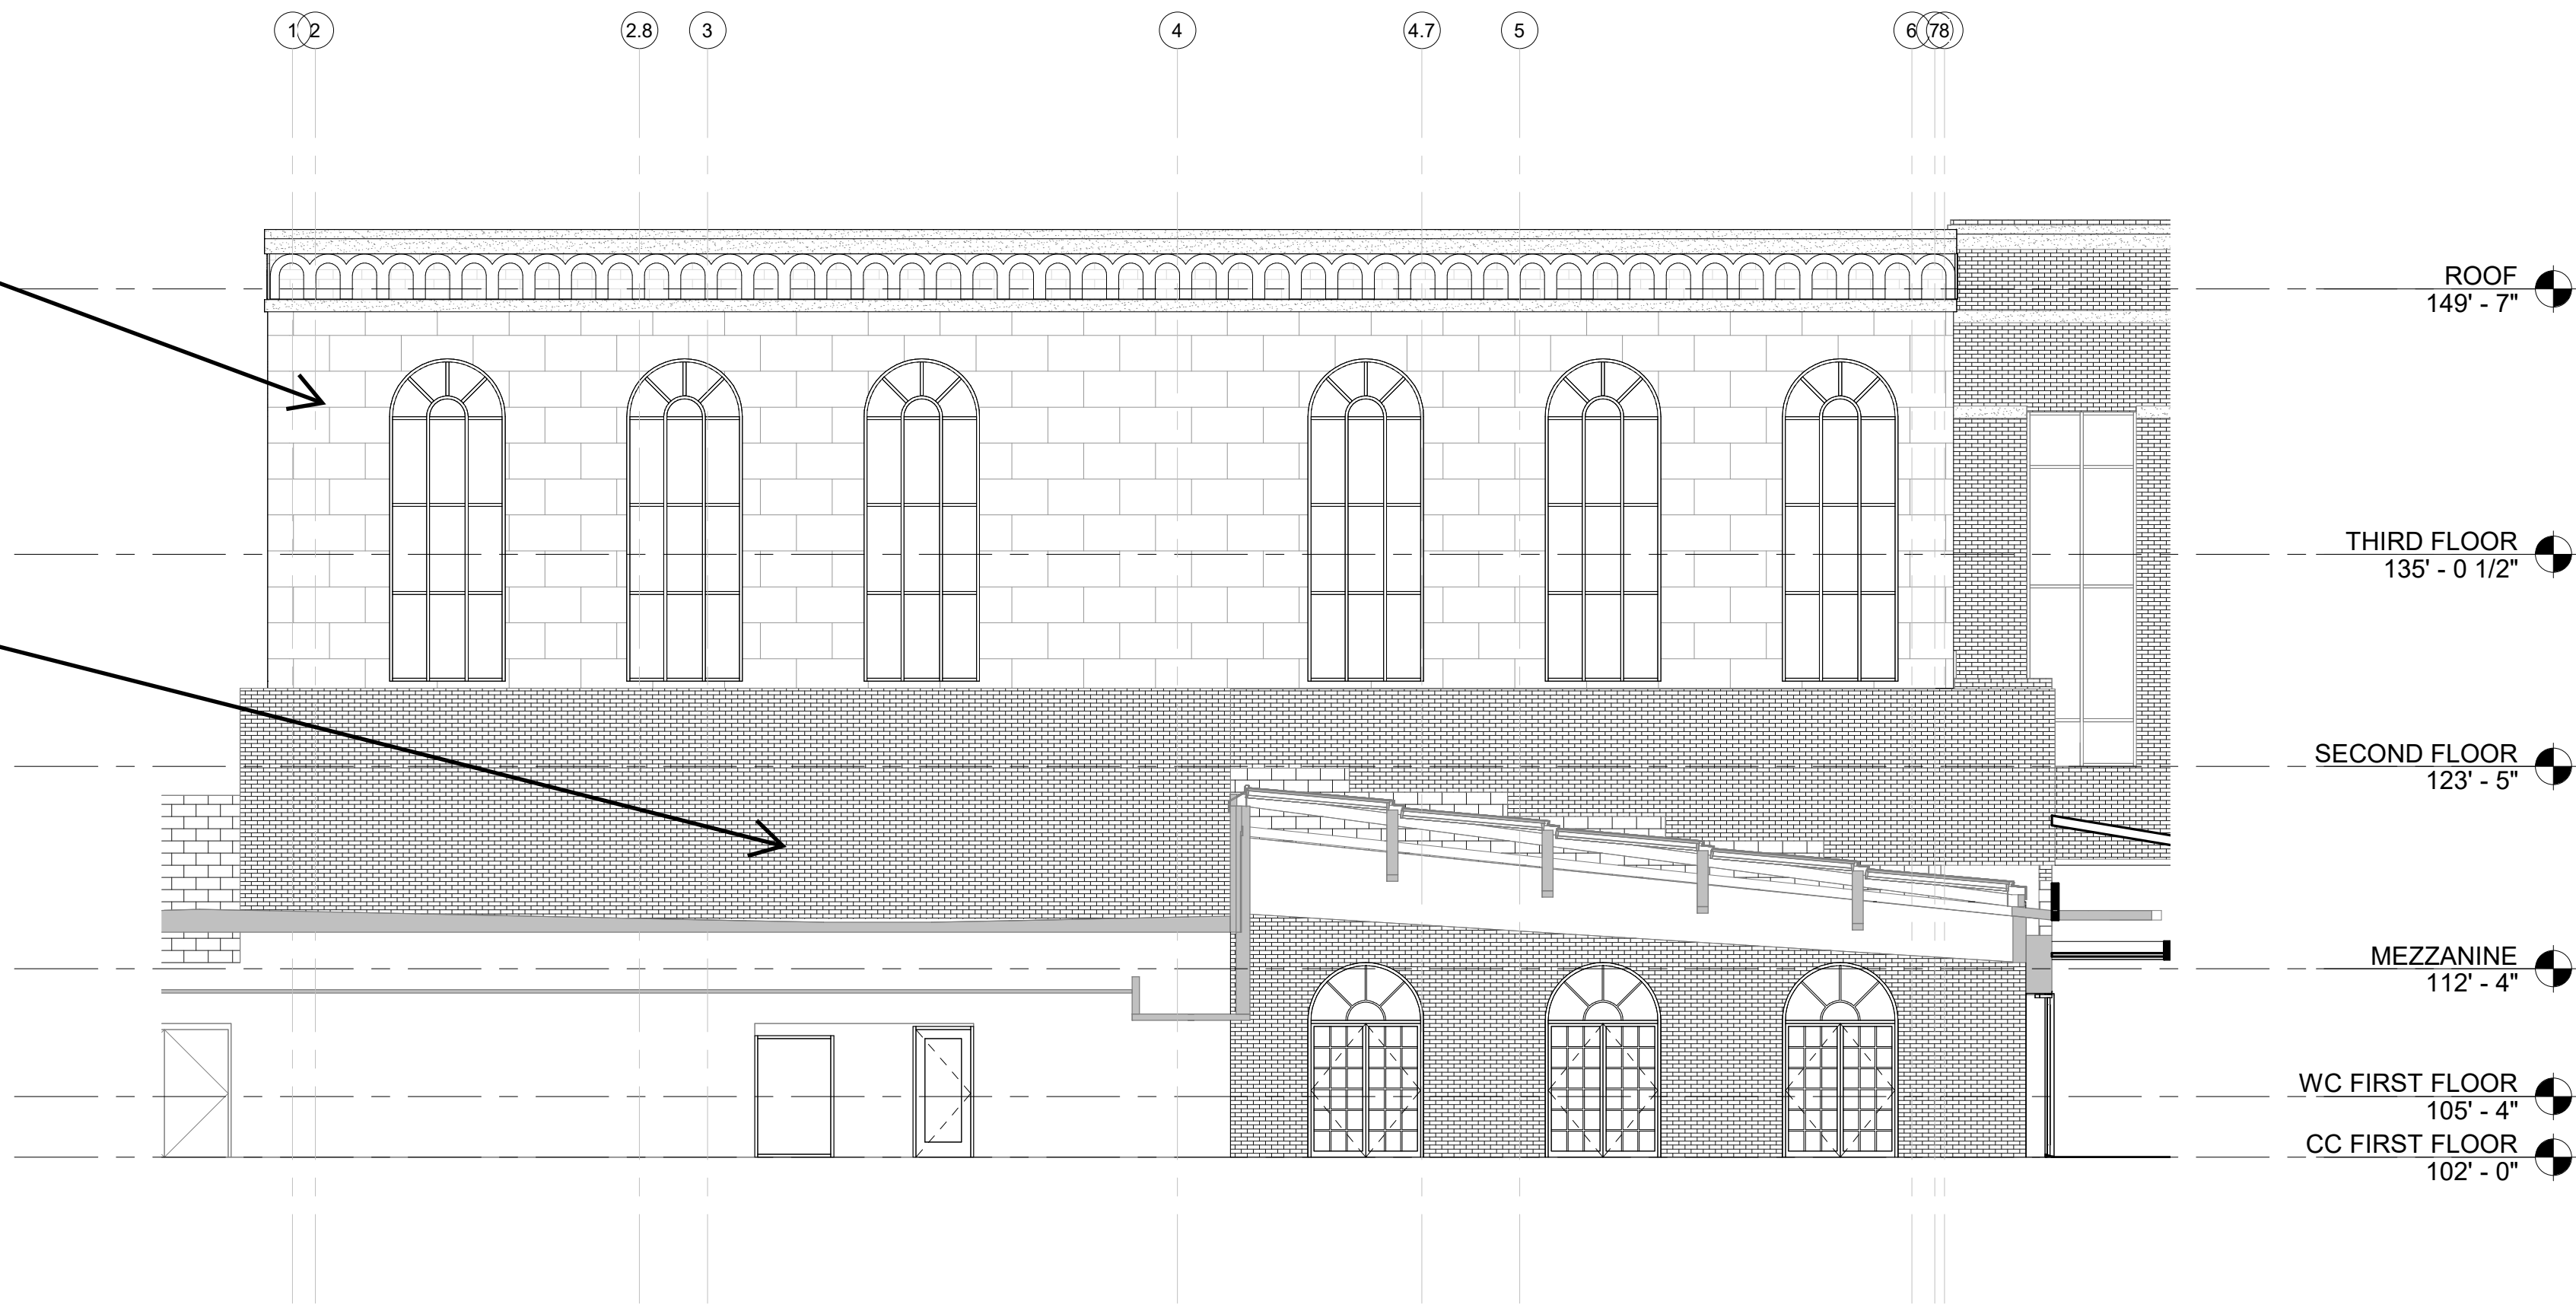 1
2
2.8
3
4
4.7
5
6
7
8
ROOF
149' - 7"
THIRD FLOOR
135' - 0 1/2"
SECOND FLOOR
123' - 5"
MEZZANINE
112' - 4"
WC FIRST FLOOR
105' - 4"
CC FIRST FLOOR
102' - 0"